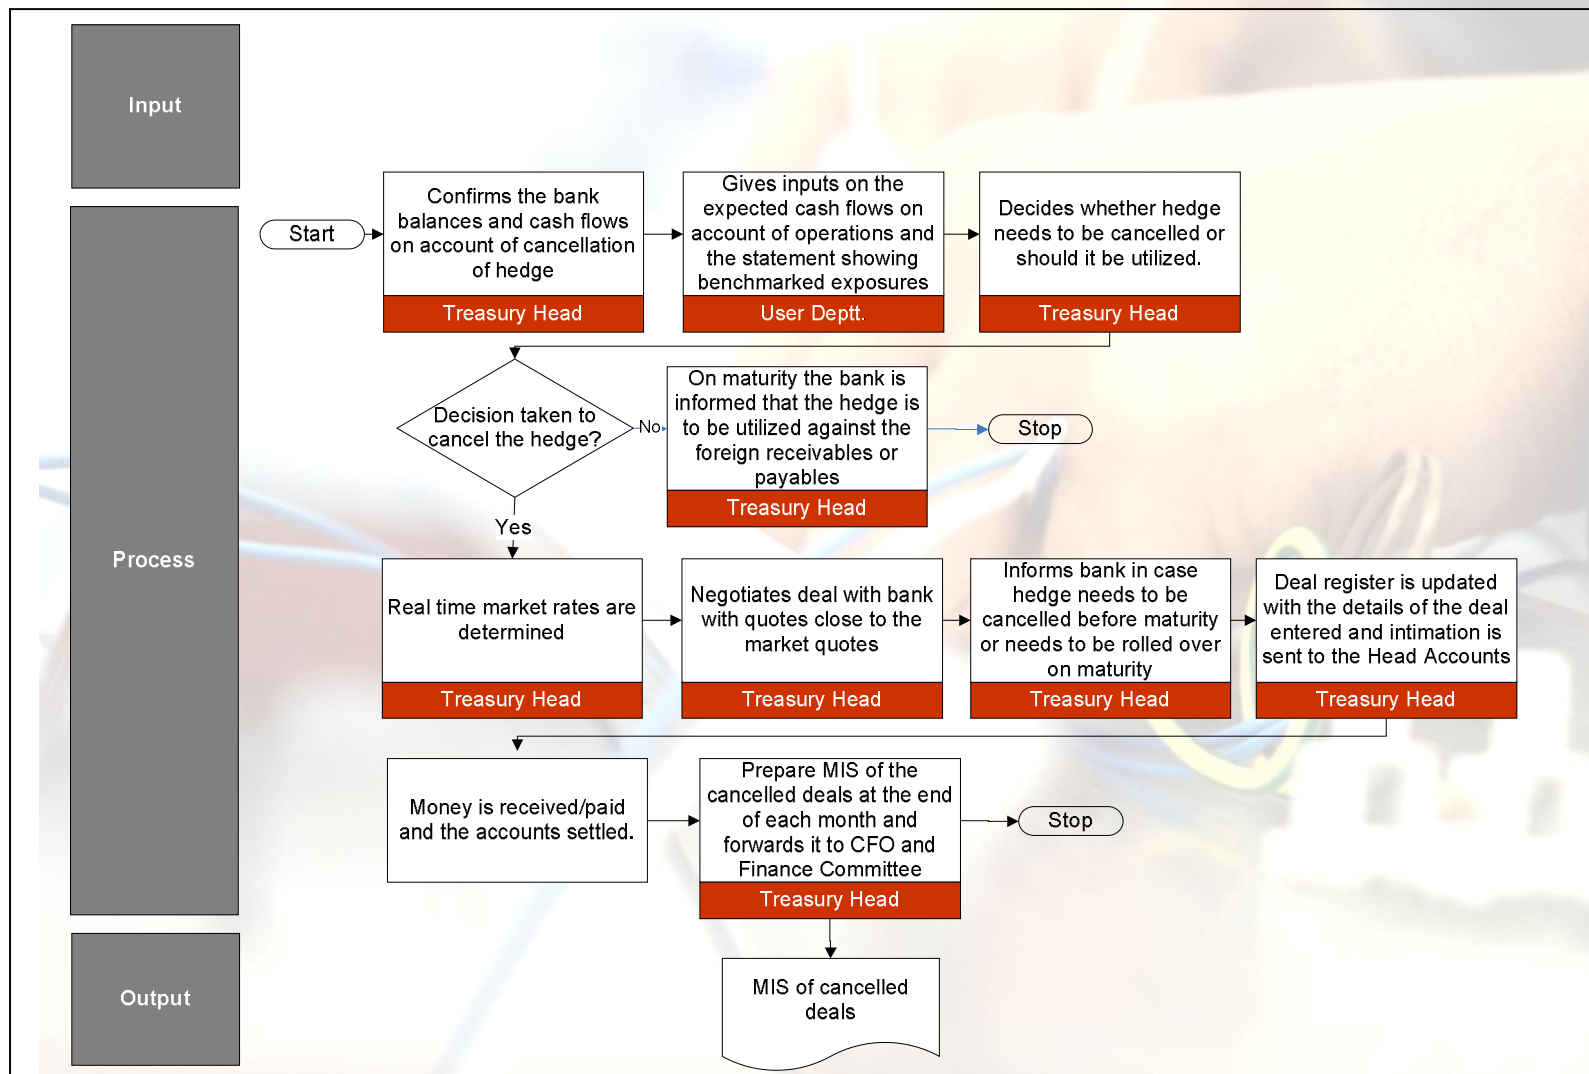 Input
Confirms the bank
balances and cash flows
on account of cancellation
of hedge
Treasury Head
Gives inputs on the
expected cash flows on
account of operations and
the statement showing
benchmarked exposures
User Deptt.
Decides whether hedge
needs to be cancelled or
should it be utilized.
Treasury Head
Start
Process
Decision taken to
cancel the hedge?
No
On maturity the bank is
informed that the hedge is
to be utilized against the
foreign receivables or
payables
Treasury Head
Stop
Yes
Real time market rates are
determined
Treasury Head
Negotiates deal with bank
with quotes close to the
market quotes
Treasury Head
Informs bank in case
hedge needs to be
cancelled before maturity
or needs to be rolled over
on maturity
Treasury Head
Deal register is updated
with the details of the deal
entered and intimation is
sent to the Head Accounts
Treasury Head
Money is received/paid
and the accounts settled.
Prepare MIS of the
cancelled deals at the end
of each month and
forwards it to CFO and
Finance Committee
Treasury Head
Stop
Output
MIS of cancelled
deals